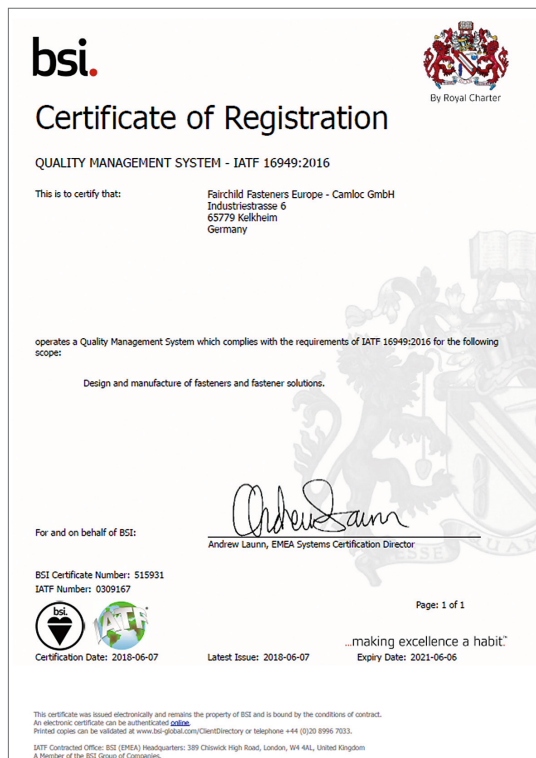 bsi.
By Royal Charter
Certificate of Registration
QUALITY MANAGEMENT SYSTEM - IATF 16949:2016
This is to certify that:
Fairchild Fasteners Europe - Camloc GmbH
Industriestrasse 6
65779 Kelkheim
Germany
operates a Quality Management System which complies with the requirements of IATF 16949:2016 for the following
scope:
Design and manufacture of fasteners and fastener solutions.
For and on behalf of BSI:
Andrew Launn, EMEA Systems Certification Director
BSI Certificate Number: 515931
IATF Number: 0309167
Page: 1 of 1
bsi.
IATF
...making excellence a habit.™
Certification Date: 2018-06-07
Latest Issue: 2018-06-07
Expiry Date: 2021-06-06
This certificate was issued electronically and remains the property of BSI and is bound by the conditions of contract.
An electronic certificate can be authenticated online.
Printed copies can be validated at www.bsi-global.com/ClientDirectory or telephone +44 (0)20 8996 7033.
IATF Contracted Office: BSI (EMEA) Headquarters: 389 Chiswick High Road, London, W4 4AL, United Kingdom
A Member of the BSI Group of Companies.